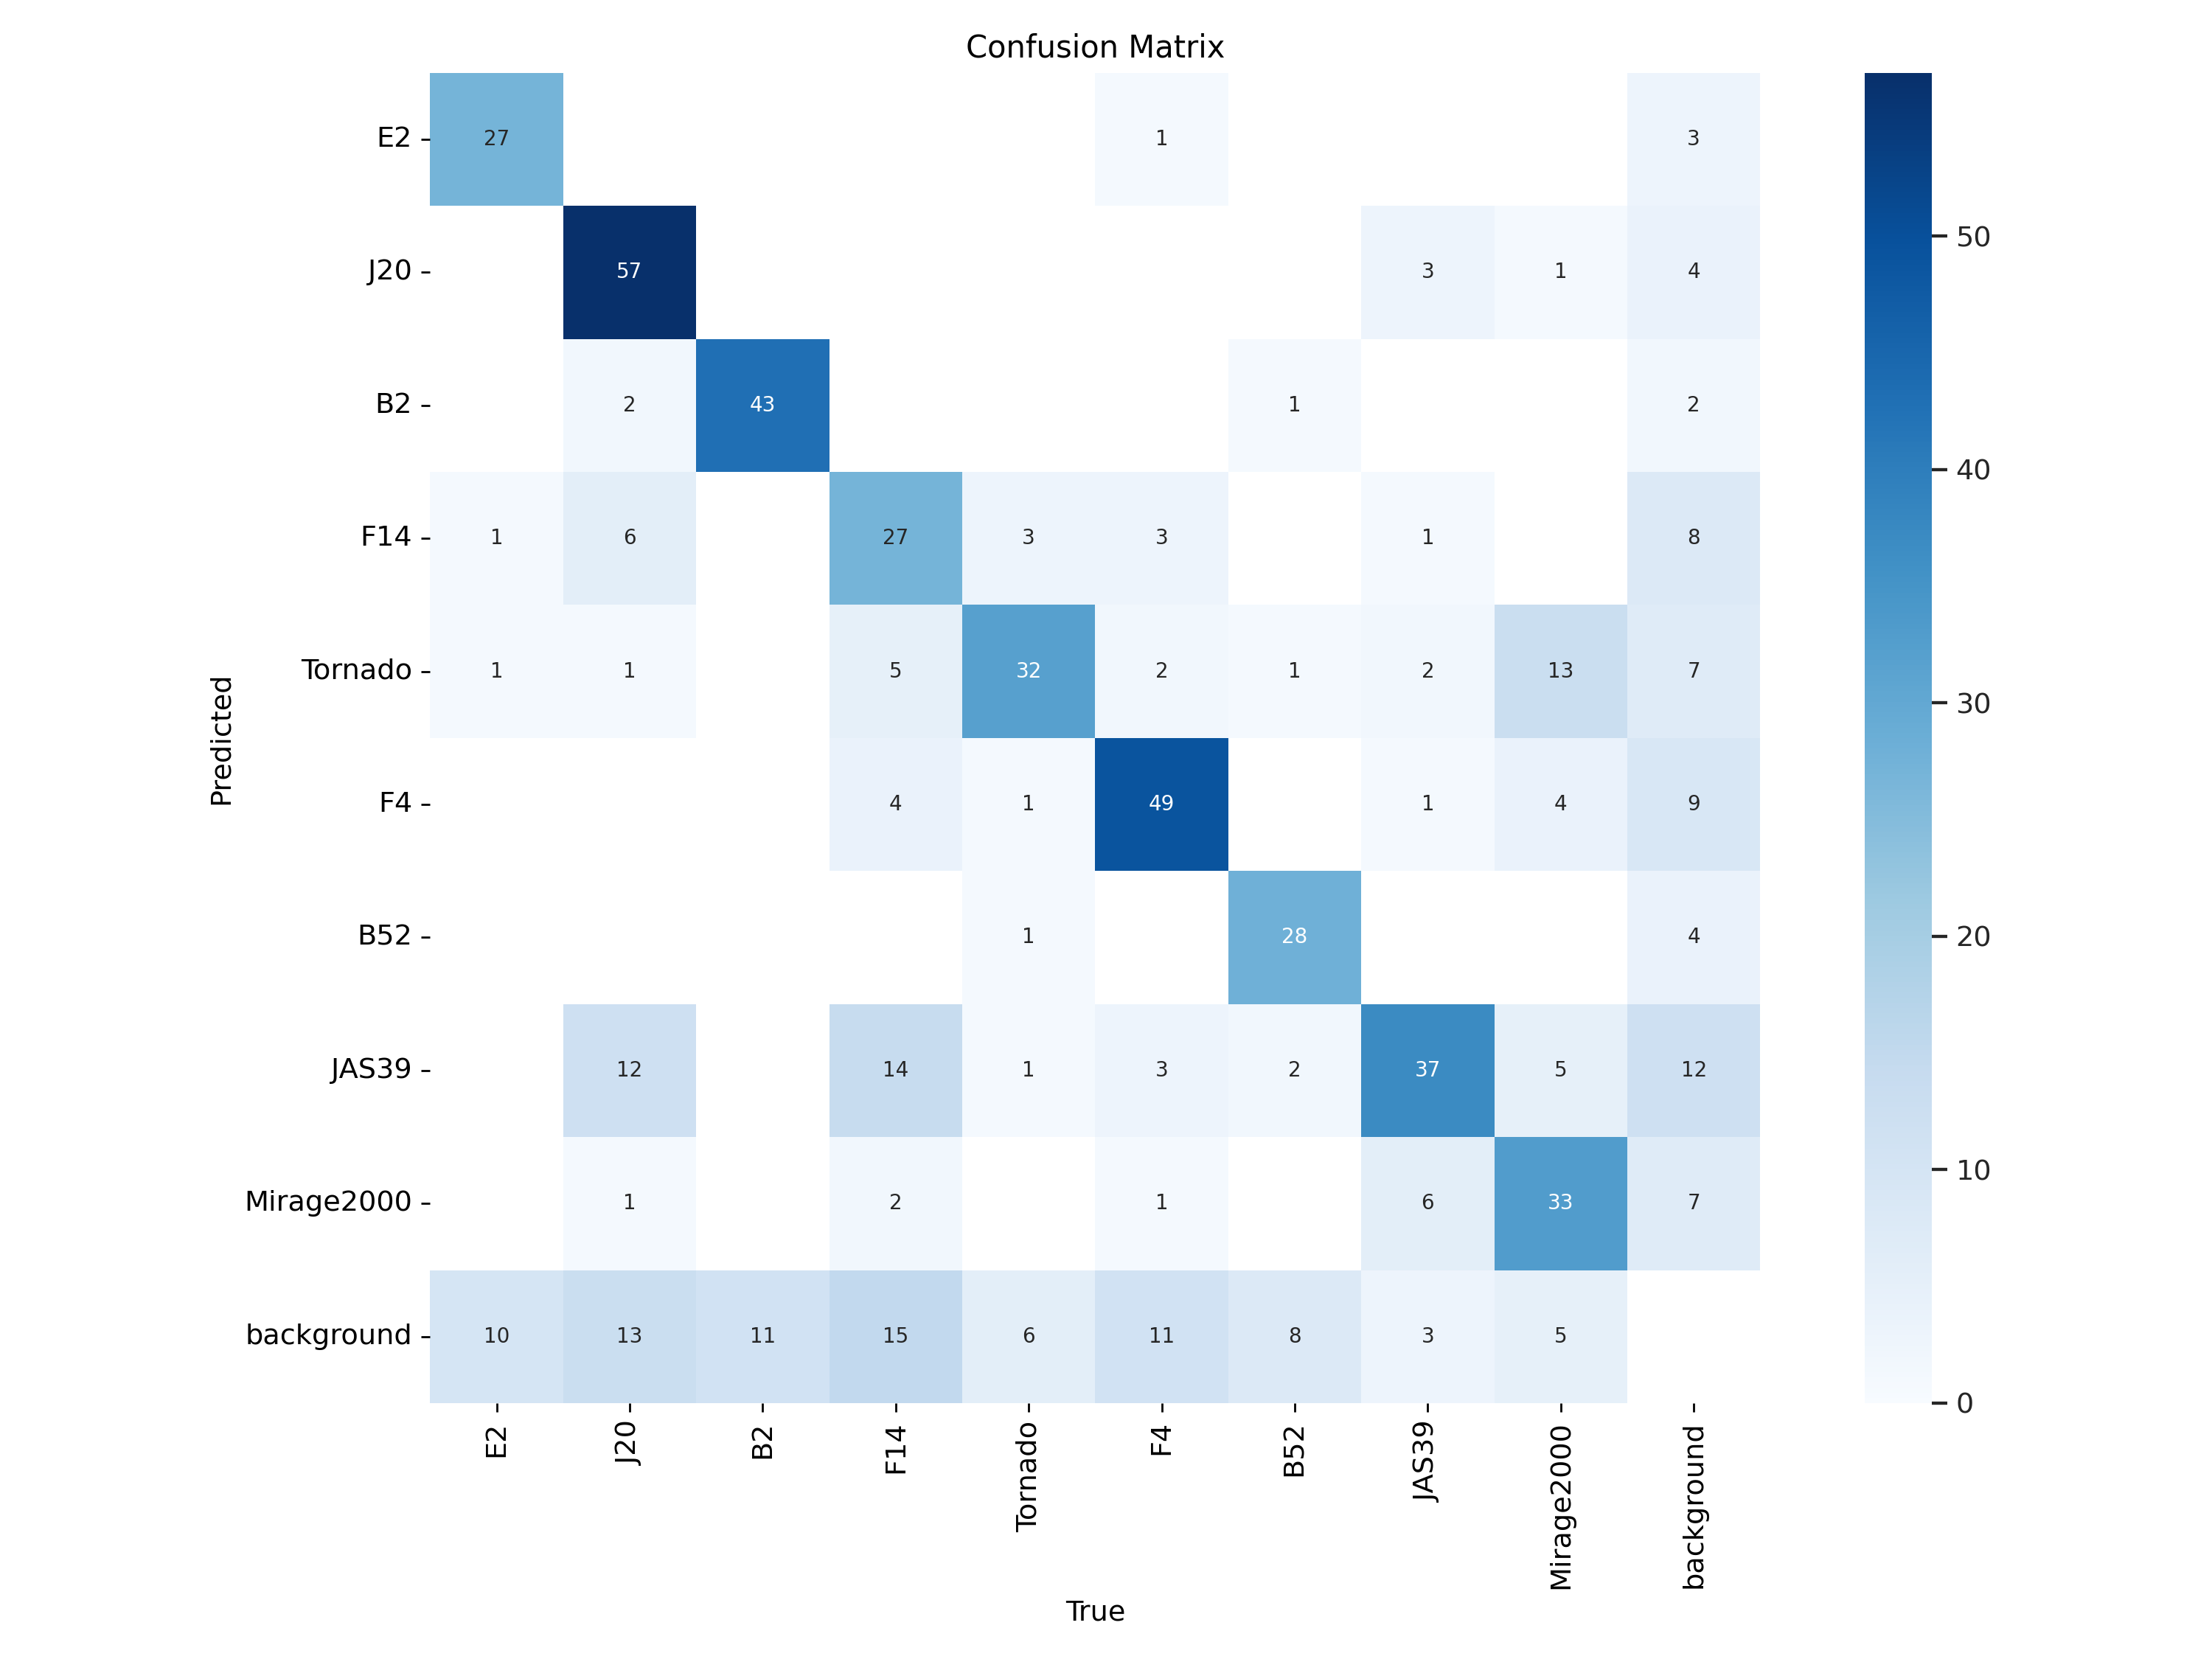 Confusion Matrix
E2 27 1 3
J20 57 3 1 4
B2 2 43 1 2
F14 1 6 27 3 3 1 8
Tornado 1 1 5 32 2 1 2 13 7
F4 4 1 49 1 4 9
B52 1 28 4
JAS39 12 14 1 3 2 37 5 12
Mirage2000 1 2 1 6 33 7
background 10 13 11 15 6 11 8 3 5
Predicted
E2 J20 B2 F14 Tornado F4 B52 JAS39 Mirage2000 background
True
50
40
30
20
10
0